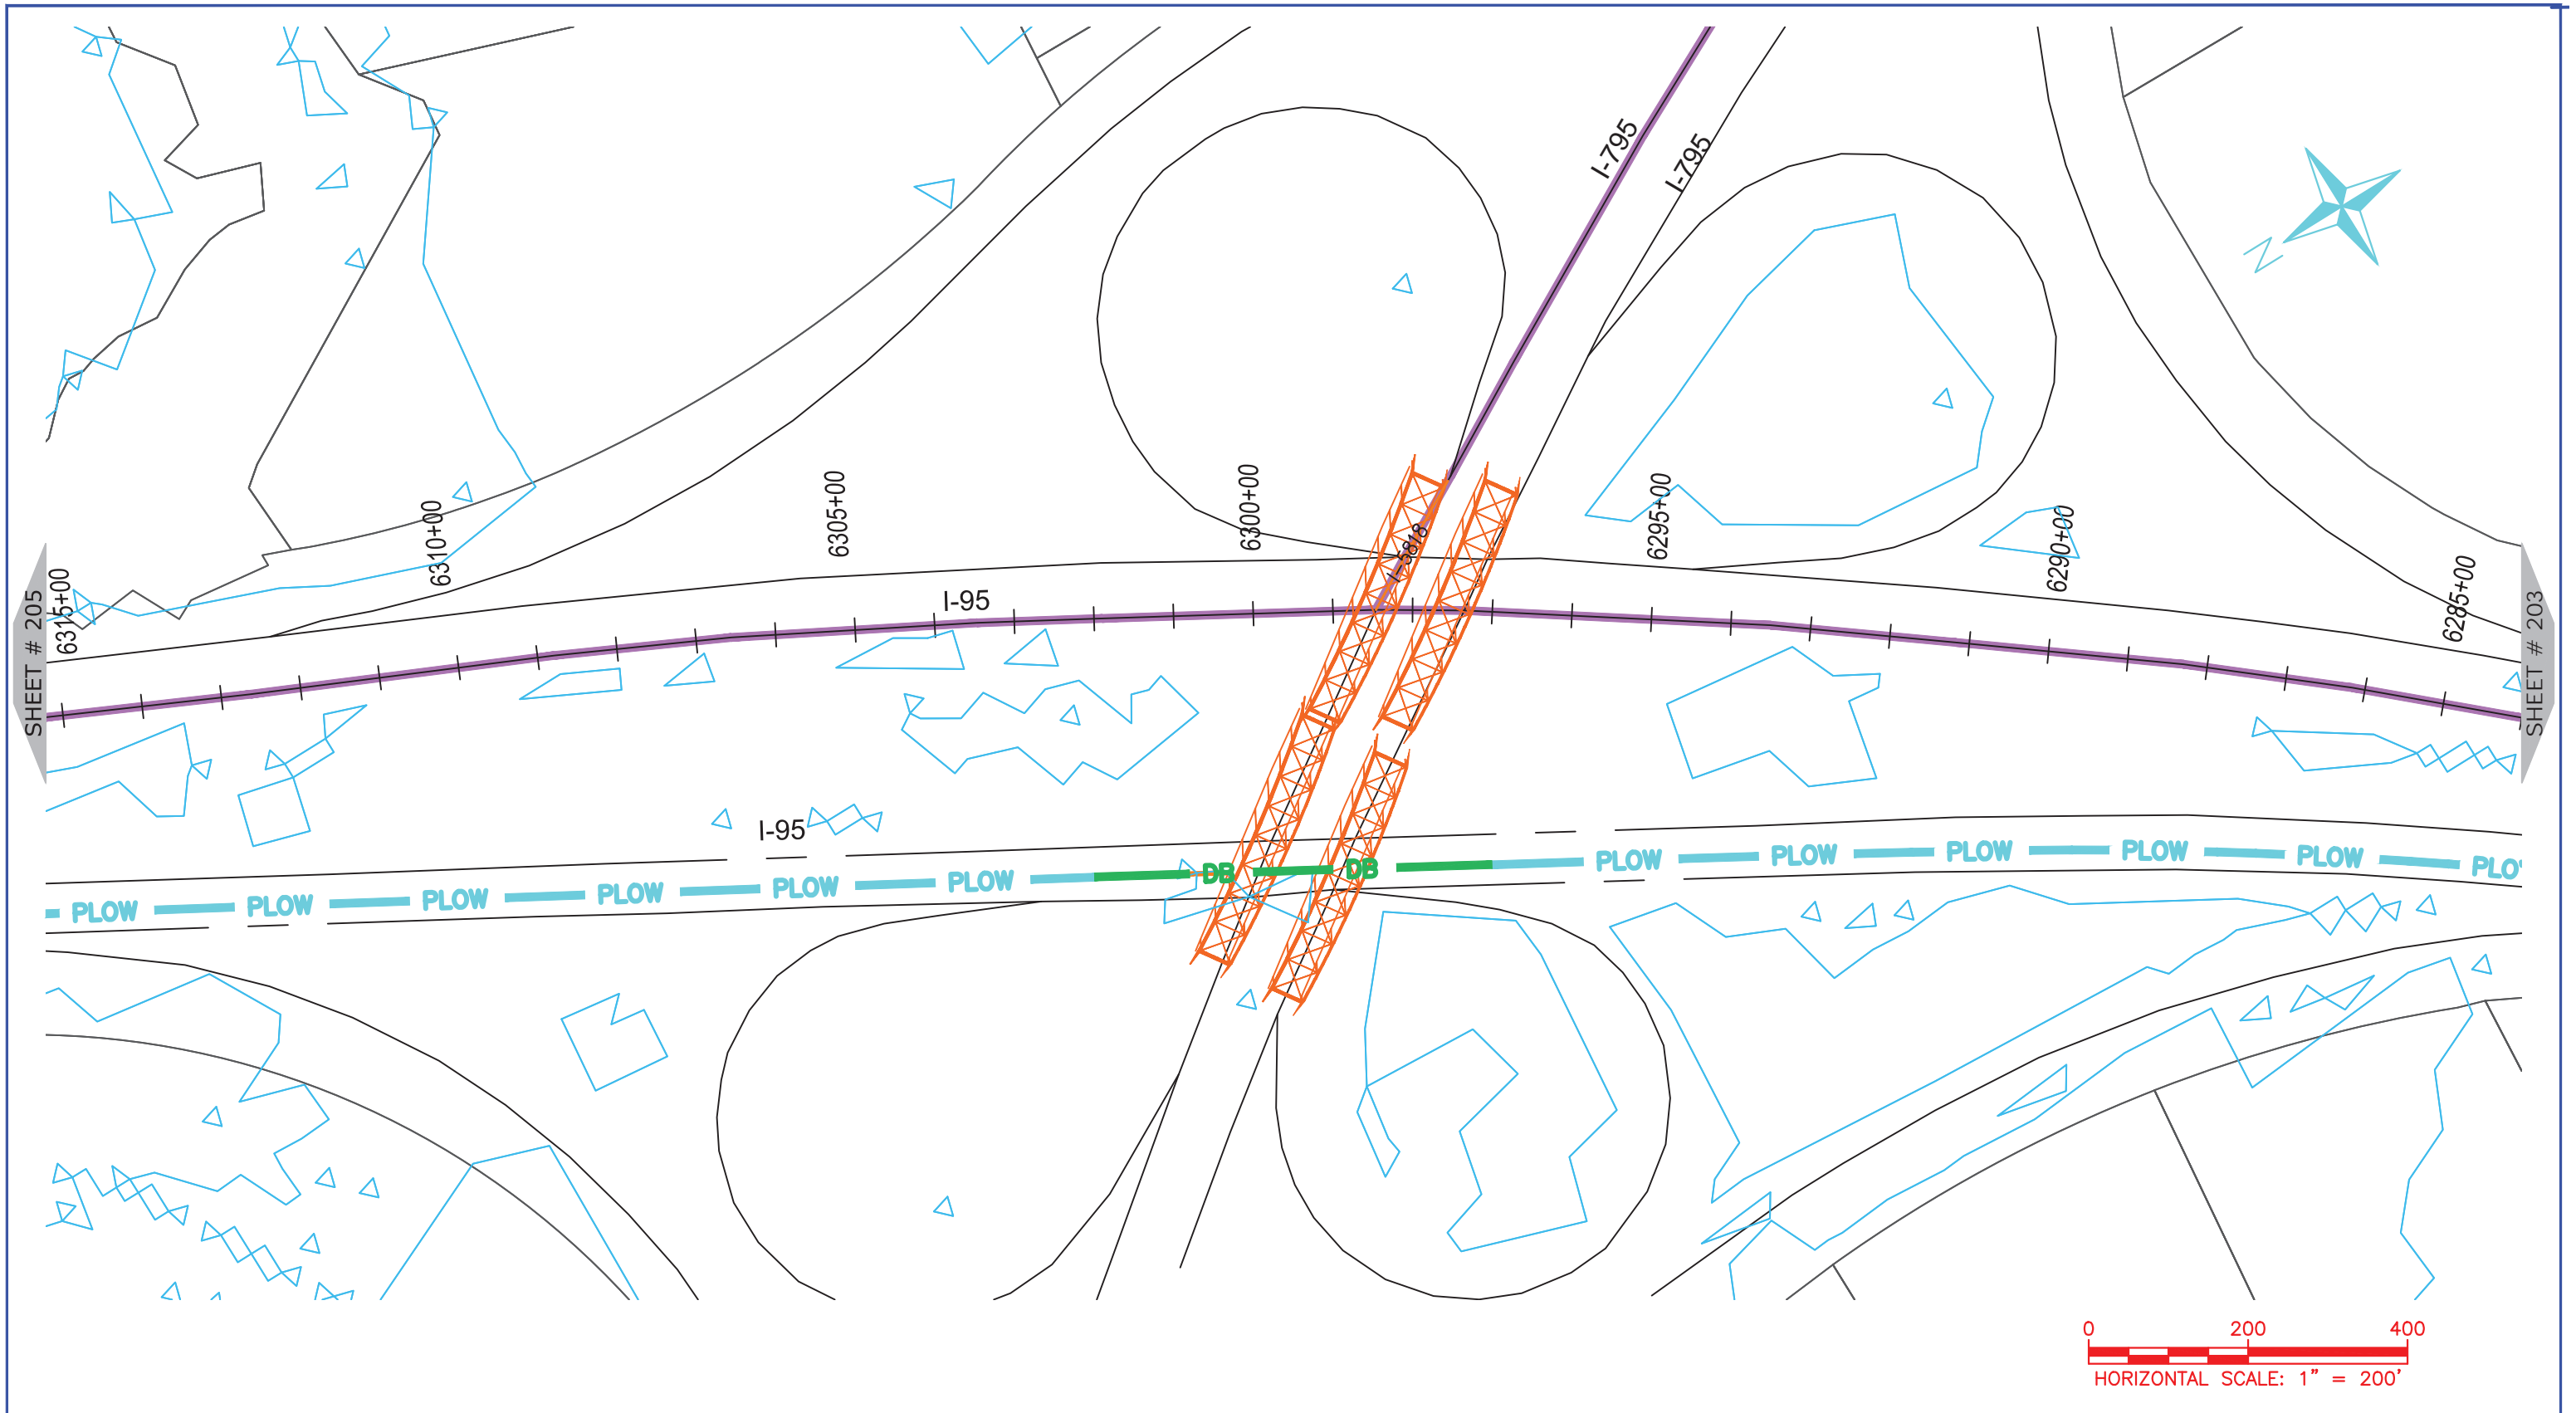 I-795
I-795
N
6315+00
6310+00
6305+00
6300+00
I-5818
6295+00
6290+00
6285+00
SHEET # 205
I-95
SHEET # 203
I-95
PLOW PLOW PLOW PLOW PLOW PLOW DB DB PLOW PLOW PLOW PLOW PLOW PLO
0 200 400
HORIZONTAL SCALE: 1" = 200'